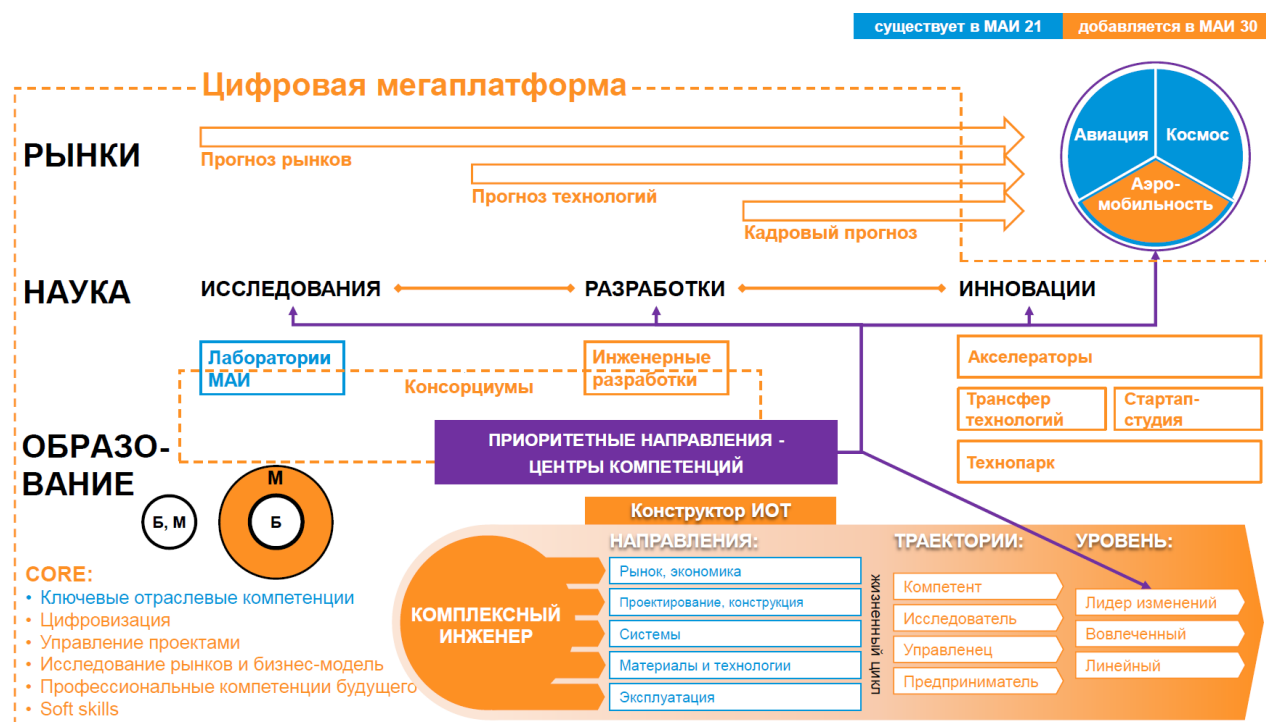 существует в МАИ 21
добавляется в МАИ 30
Цифровая мегаплатформа
РЫНКИ
Прогноз рынков
Прогноз технологий
Кадровый прогноз
Авиация
Космос
Аэро-
мобильность
НАУКА
ИССЛЕДОВАНИЯ
РАЗРАБОТКИ
ИННОВАЦИИ
Лаборатории
МАИ
Консорциумы
Инженерные
разработки
Акселераторы
Трансфер
технологий
Стартап-
студия
Технопарк
ОБРАЗО-
ВАНИЕ
ПРИОРИТЕТНЫЕ НАПРАВЛЕНИЯ -
ЦЕНТРЫ КОМПЕТЕНЦИЙ
Б, М
М
Б
CORE:
• Ключевые отраслевые компетенции
• Цифровизация
• Управление проектами
• Исследование рынков и бизнес-модель
• Профессиональные компетенции будущего
• Soft skills
Конструктор ИОТ
КОМПЛЕКСНЫЙ
ИНЖЕНЕР
НАПРАВЛЕНИЯ:
Рынок, экономика
Проектирование, конструкция
Системы
Материалы и технологии
Эксплуатация
жизненный цикл
ТРАЕКТОРИИ:
Компетент
Исследователь
Управленец
Предприниматель
УРОВЕНЬ:
Лидер изменений
Вовлеченный
Линейный